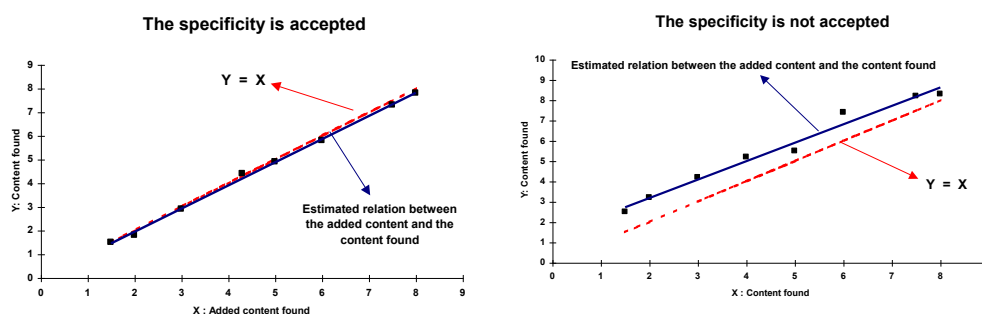 The specificity is accepted
9
8
7
6
5
4
3
2
1
0
Y: Content found
Y = X
Estimated relation between
the added content and the
content found
0 1 2 3 4 5 6 7 8 9
X : Added content found
The specificity is not accepted
10
9
8
7
6
5
4
3
2
1
0
Y: Content found
Estimated relation between the added content and the content found
Y = X
0 1 2 3 4 5 6 7 8
X : Content found